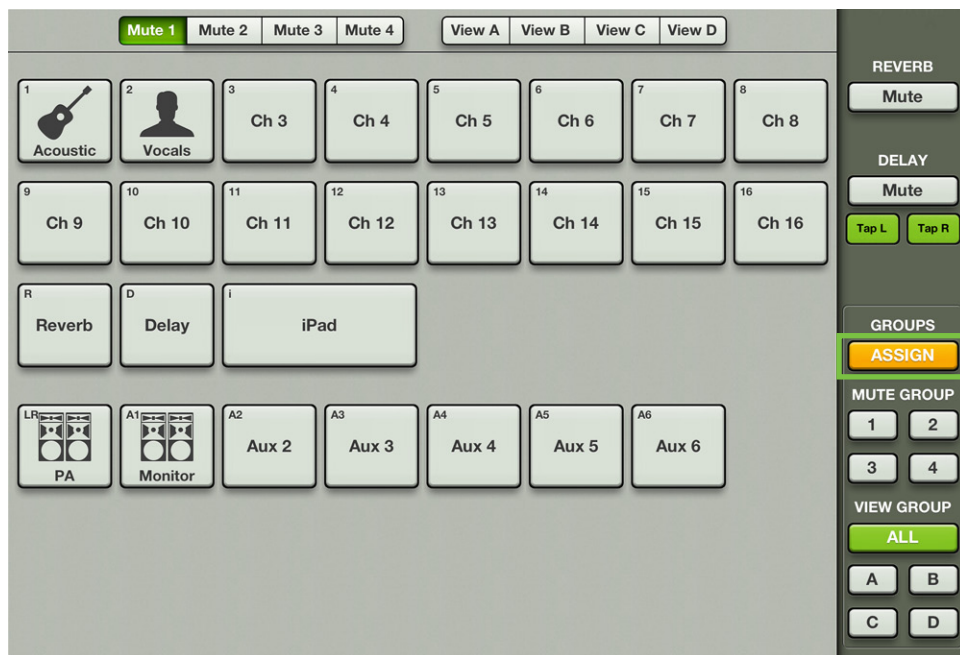 Mute 1 Mute 2 Mute 3 Mute 4 View A View B View C View D
1 Acoustic
2 Vocals
3 Ch 3
4 Ch 4
5 Ch 5
6 Ch 6
7 Ch 7
8 Ch 8
9 Ch 9
10 Ch 10
11 Ch 11
12 Ch 12
13 Ch 13
14 Ch 14
15 Ch 15
16 Ch 16
R Reverb
D Delay
i iPad
LR PA
A1 Monitor
A2 Aux 2
A3 Aux 3
A4 Aux 4
A5 Aux 5
A6 Aux 6
REVERB
Mute
DELAY
Mute
Tap L Tap R
GROUPS
ASSIGN
MUTE GROUP
1 2
3 4
VIEW GROUP
ALL
A B
C D